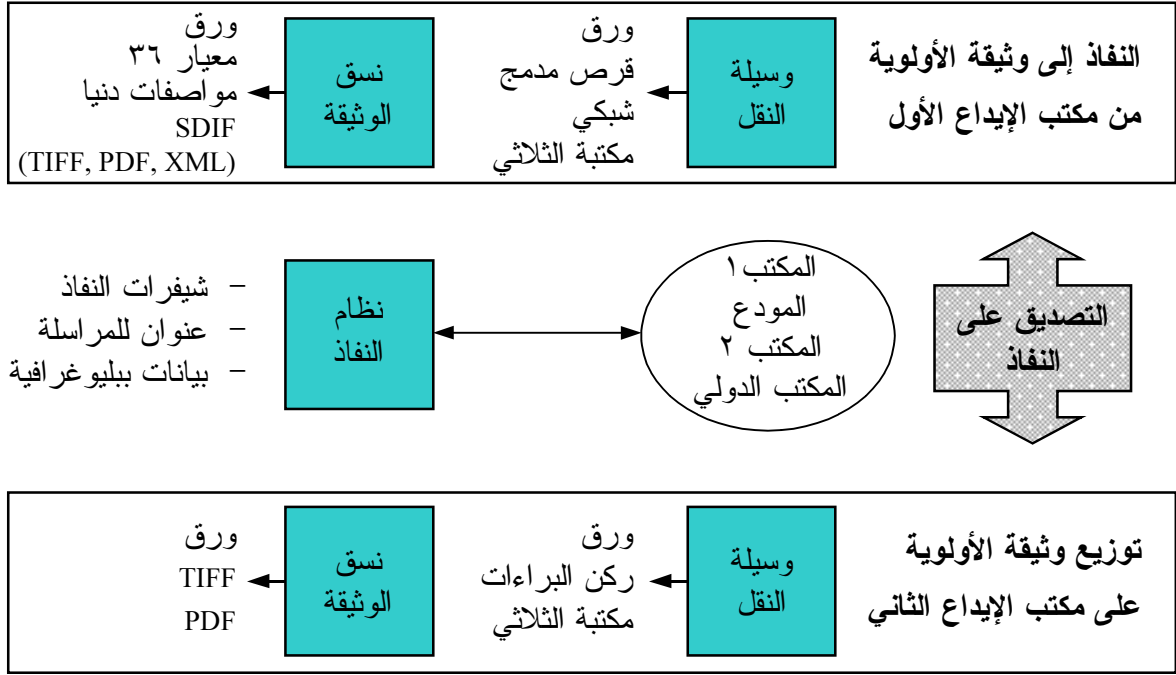 النفاذ إلى وثيقة الأولوية
من مكتب الإيداع الأول
وسيلة
النقل
ورق
قرص مدمج
شبكي
مكتبة الثلاثي
نسق
الوثيقة
ورق
معيار ٣٦
مواصفات دنيا
SDIF
(TIFF, PDF, XML)
التصديق على
النفاذ
المكتب ١
المودع
المكتب ٢
المكتب الدولي
نظام
النفاذ
- شيفرات النفاذ
- عنوان للمراسلة
- بيانات ببليوغرافية
توزيع وثيقة الأولوية
على مكتب الإيداع الثاني
وسيلة
النقل
ورق
ركن البراءات
مكتبة الثلاثي
نسق
الوثيقة
ورق
TIFF
PDF